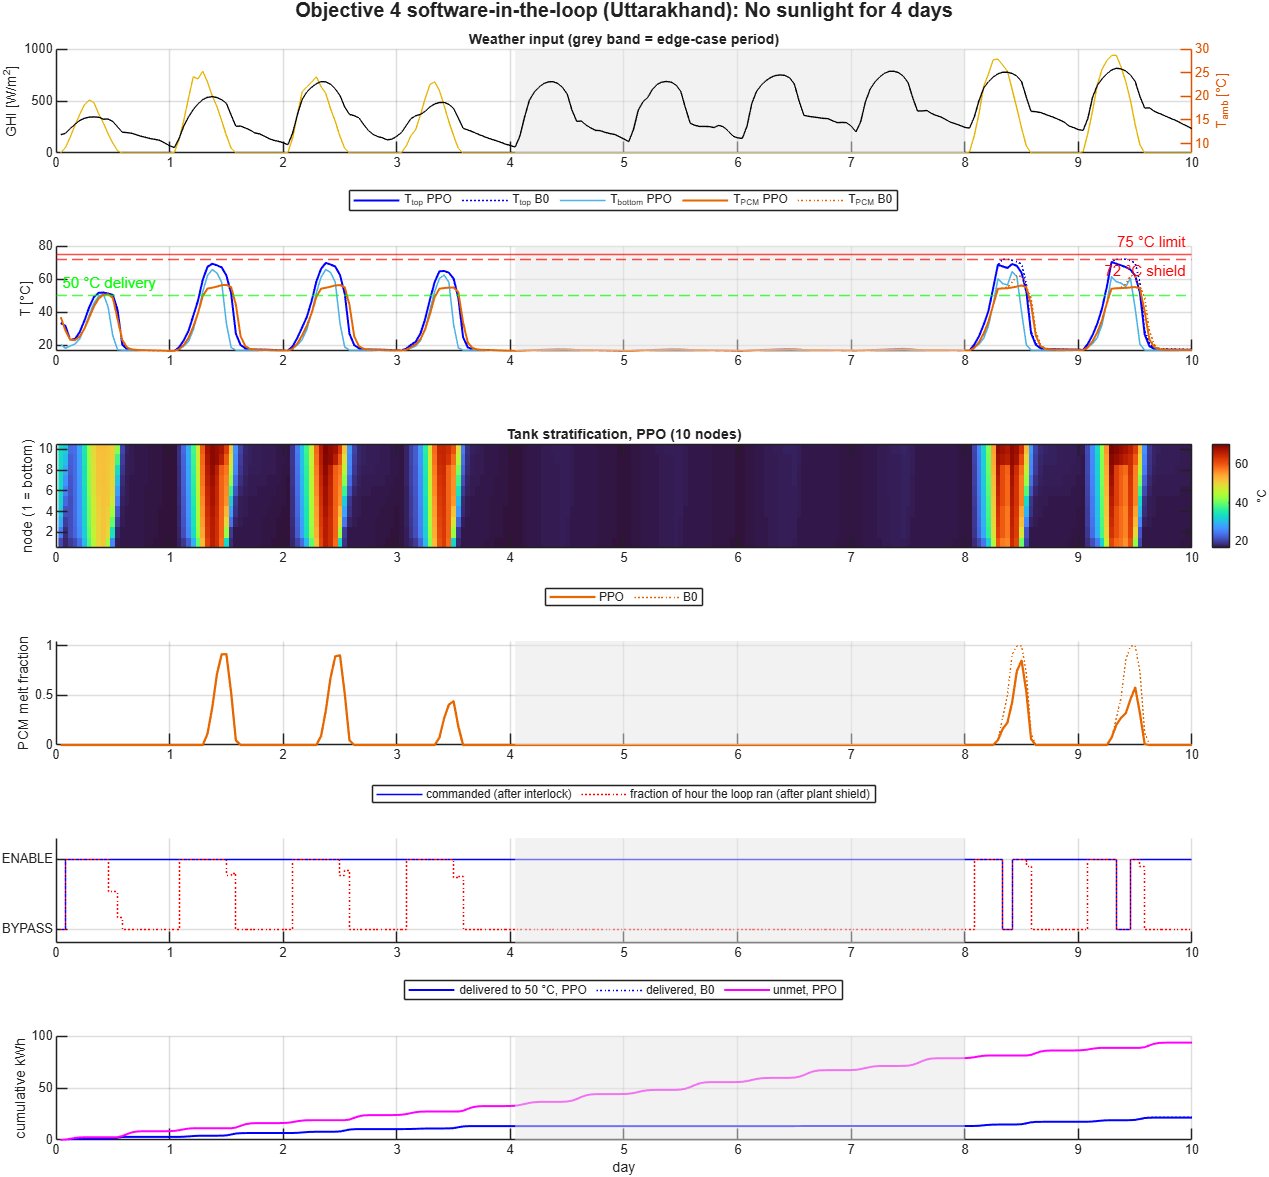 Objective 4 software-in-the-loop (Uttarakhand): No sunlight for 4 days
Weather input (grey band = edge-case period)
GHI [W/m²]
1000
500
0
30
25
20
15
10
T_amb [°C]
0 1 2 3 4 5 6 7 8 9 10
T_top PPO T_top B0 T_bottom PPO T_PCM PPO T_PCM B0
T [°C]
80
60
40
20
75 °C limit
72 °C shield
50 °C delivery
0 1 2 3 4 5 6 7 8 9 10
Tank stratification, PPO (10 nodes)
node (1 = bottom)
10
8
6
4
2
60
40
20
°C
0 1 2 3 4 5 6 7 8 9 10
PPO B0
PCM melt fraction
1
0.5
0
0 1 2 3 4 5 6 7 8 9 10
commanded (after interlock) fraction of hour the loop ran (after plant shield)
ENABLE
BYPASS
0 1 2 3 4 5 6 7 8 9 10
delivered to 50 °C, PPO delivered, B0 unmet, PPO
cumulative kWh
100
50
0
0 1 2 3 4 5 6 7 8 9 10
day